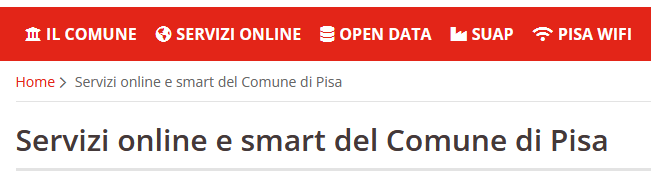 IL COMUNE SERVIZI ONLINE OPEN DATA SUAP PISA WIFI
Home > Servizi online e smart del Comune di Pisa
Servizi online e smart del Comune di Pisa